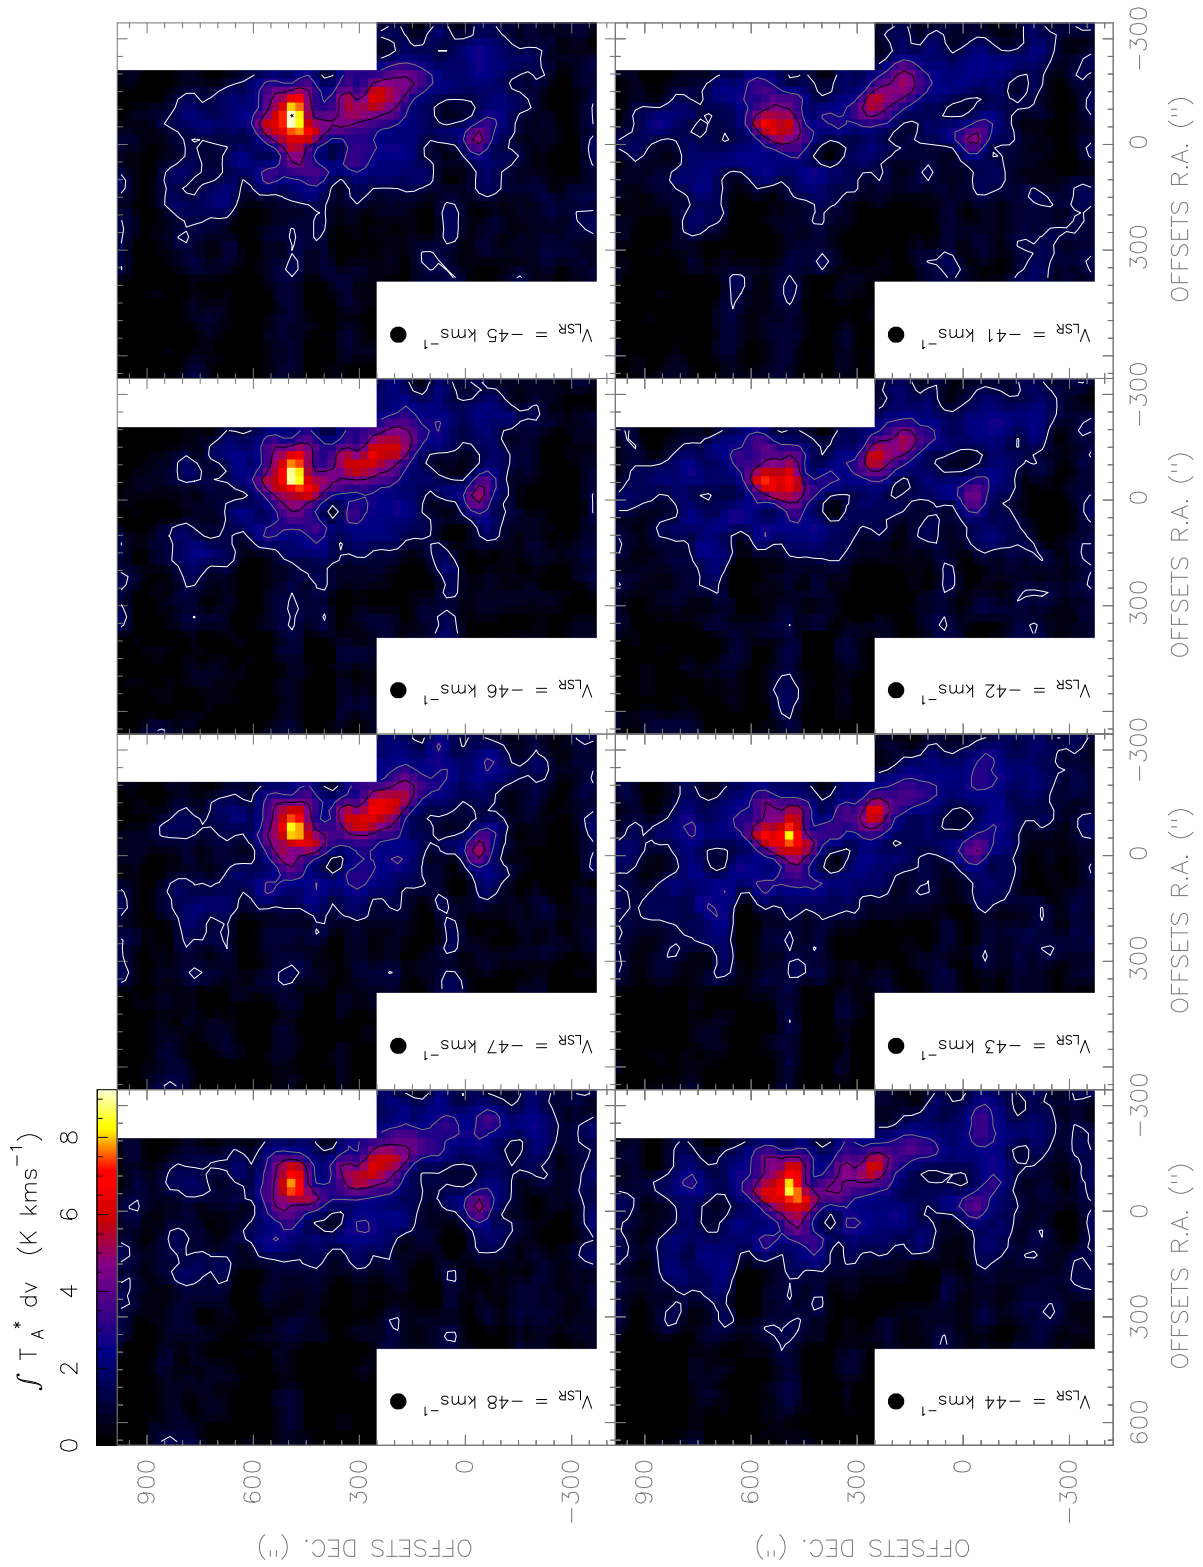 ∫ T_A^* dv (K kms^−1)
0 2 4 6 8
V_LSR = −48 kms^−1
V_LSR = −47 kms^−1
V_LSR = −46 kms^−1
V_LSR = −45 kms^−1
900
600
300
0
−300
OFFSETS DEC. (")
V_LSR = −44 kms^−1
V_LSR = −43 kms^−1
V_LSR = −42 kms^−1
V_LSR = −41 kms^−1
900
600
300
0
−300
OFFSETS DEC. (")
600 300 0 −300 300 0 −300 300 0 −300 300 0 −300
OFFSETS R.A. (") OFFSETS R.A. (") OFFSETS R.A. (") OFFSETS R.A. (")